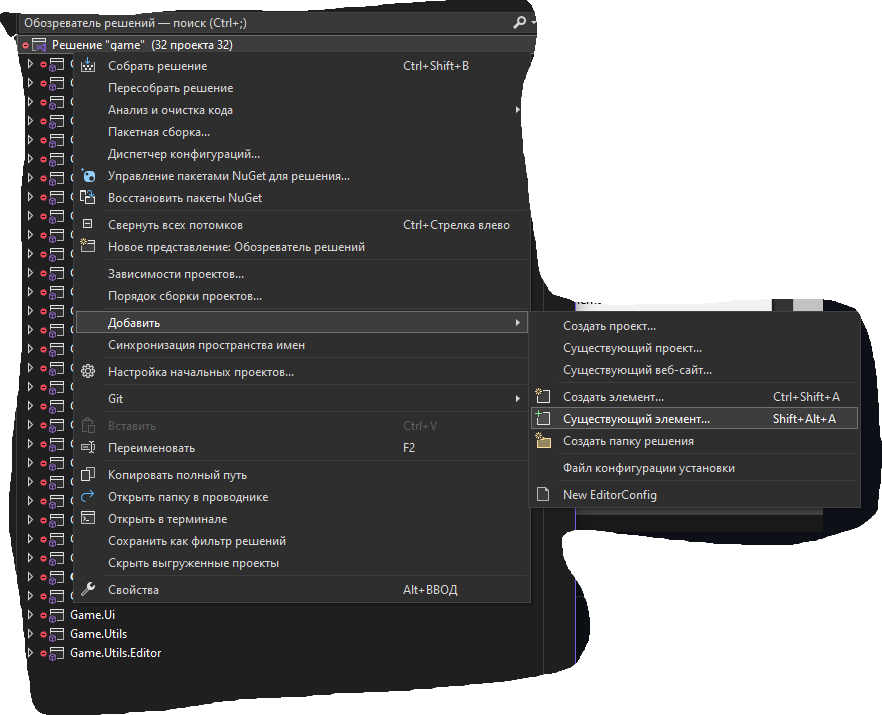 Обозреватель решений — поиск (Ctrl+;)
Решение "game" (32 проекта 32)
Собрать решение Ctrl+Shift+B
Пересобрать решение
Анализ и очистка кода
Пакетная сборка...
Диспетчер конфигураций...
Управление пакетами NuGet для решения...
Восстановить пакеты NuGet
Свернуть всех потомков Ctrl+Стрелка влево
Новое представление: Обозреватель решений
Зависимости проектов...
Порядок сборки проектов...
Добавить
Синхронизация пространства имен
Настройка начальных проектов...
Git
Вставить Ctrl+V
Переименовать F2
Копировать полный путь
Открыть папку в проводнике
Открыть в терминале
Сохранить как фильтр решений
Скрыть выгруженные проекты
Свойства Alt+ВВОД
Создать проект...
Существующий проект...
Существующий веб-сайт...
Создать элемент... Ctrl+Shift+A
Существующий элемент... Shift+Alt+A
Создать папку решения
Файл конфигурации установки
New EditorConfig
Game.Ui
Game.Utils
Game.Utils.Editor